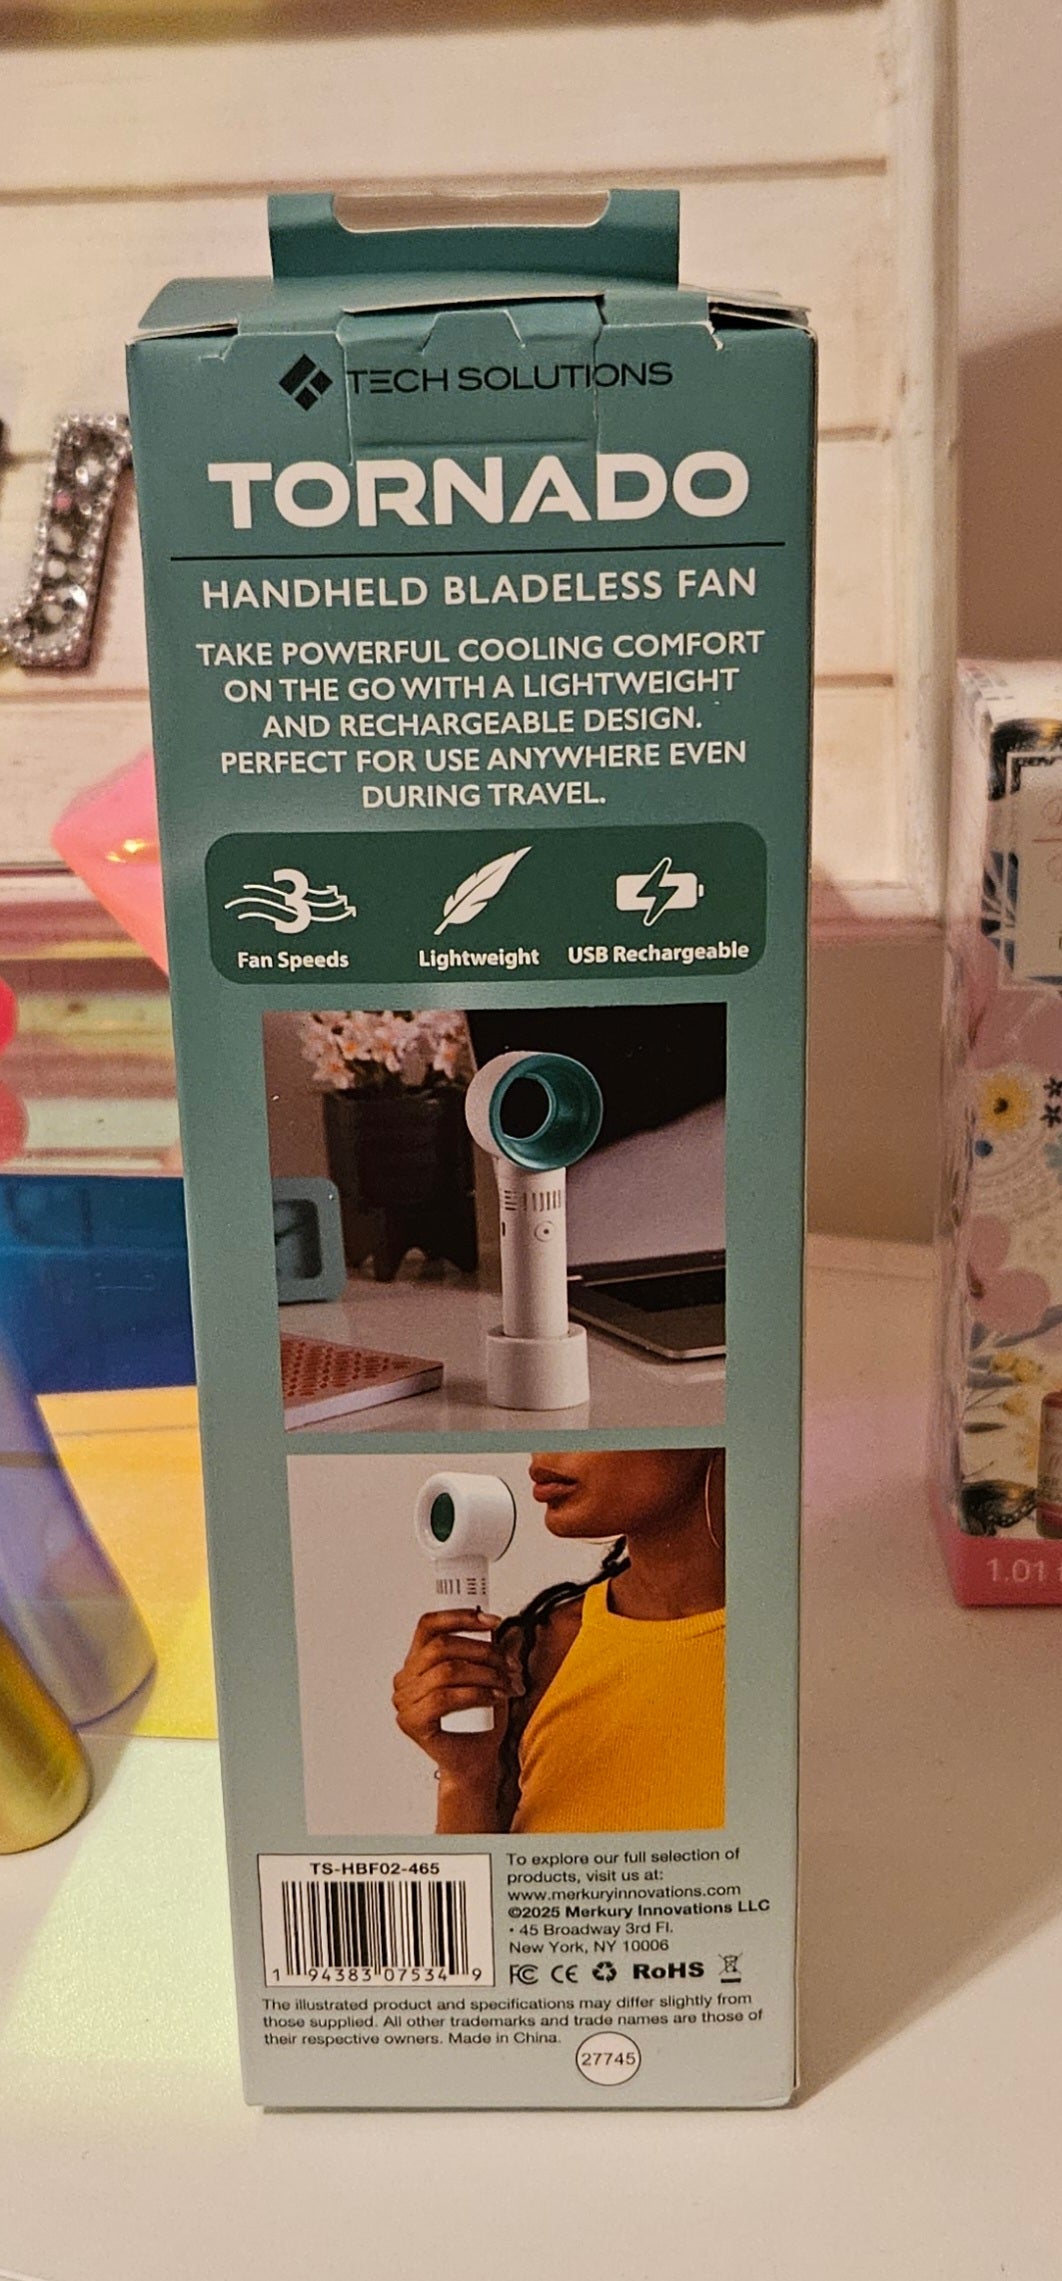 TECH SOLUTIONS
TORNADO
HANDHELD BLADELESS FAN
TAKE POWERFUL COOLING COMFORT
ON THE GO WITH A LIGHTWEIGHT
AND RECHARGEABLE DESIGN.
PERFECT FOR USE ANYWHERE EVEN
DURING TRAVEL.
3
Fan Speeds
Lightweight
USB Rechargeable
TS-HBF02-465
1 94383 07534 9
To explore our full selection of
products, visit us at:
www.merkuryinnovations.com
©2025 Merkury Innovations LLC
• 45 Broadway 3rd Fl.
New York, NY 10006
FC CE RoHS
The illustrated product and specifications may differ slightly from
those supplied. All other trademarks and trade names are those of
their respective owners. Made in China.
27745
1.01